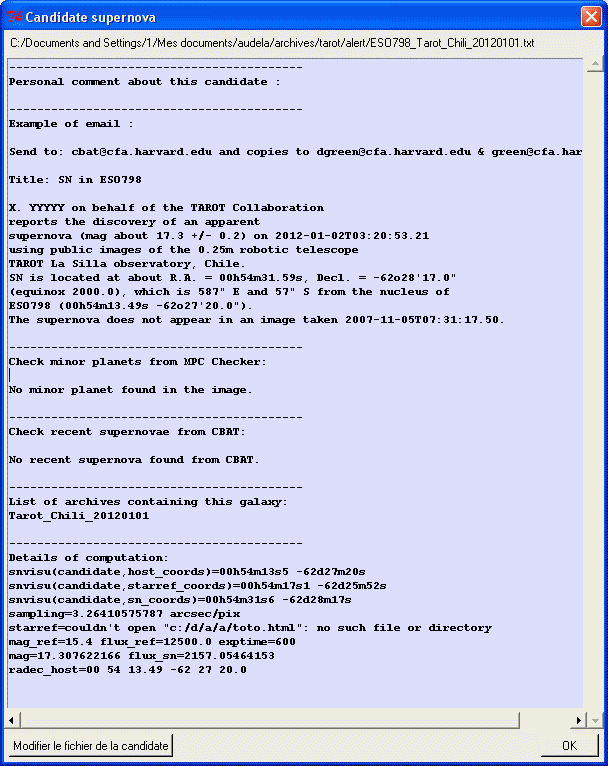 Candidate supernova
C:/Documents and Settings/1/Mes documents/audela/archives/tarot/alert/ESO798_Tarot_Chili_20120101.txt
------------------------------------------
Personal comment about this candidate :
------------------------------------------
Example of email :
Send to: cbat@cfa.harvard.edu and copies to dgreen@cfa.harvard.edu & green@cfa.har
Title: SN in ESO798
X. YYYYY on behalf of the TAROT Collaboration
reports the discovery of an apparent
supernova (mag about 17.3 +/- 0.2) on 2012-01-02T03:20:53.21
using public images of the 0.25m robotic telescope
TAROT La Silla observatory, Chile.
SN is located at about R.A. = 00h54m31.59s, Decl. = -62o28'17.0"
(equinox 2000.0), which is 587" E and 57" S from the nucleus of
ESO798 (00h54m13.49s -62o27'20.0").
The supernova does not appear in an image taken 2007-11-05T07:31:17.50.
------------------------------------------
Check minor planets from MPC Checker:
No minor planet found in the image.
------------------------------------------
Check recent supernovae from CBAT:
No recent supernova found from CBAT.
------------------------------------------
List of archives containing this galaxy:
Tarot_Chili_20120101
------------------------------------------
Details of computation:
snvisu(candidate,host_coords)=00h54m13s5 -62d27m20s
snvisu(candidate,starref_coords)=00h54m17s1 -62d25m52s
snvisu(candidate,sn_coords)=00h54m31s6 -62d28m17s
sampling=3.26410575787 arcsec/pix
starref=couldn't open "c:/d/a/a/toto.html": no such file or directory
mag_ref=15.4 flux_ref=12500.0 exptime=600
mag=17.307622166 flux_sn=2157.05464153
radec_host=00 54 13.49 -62 27 20.0
Modifier le fichier de la candidate
OK